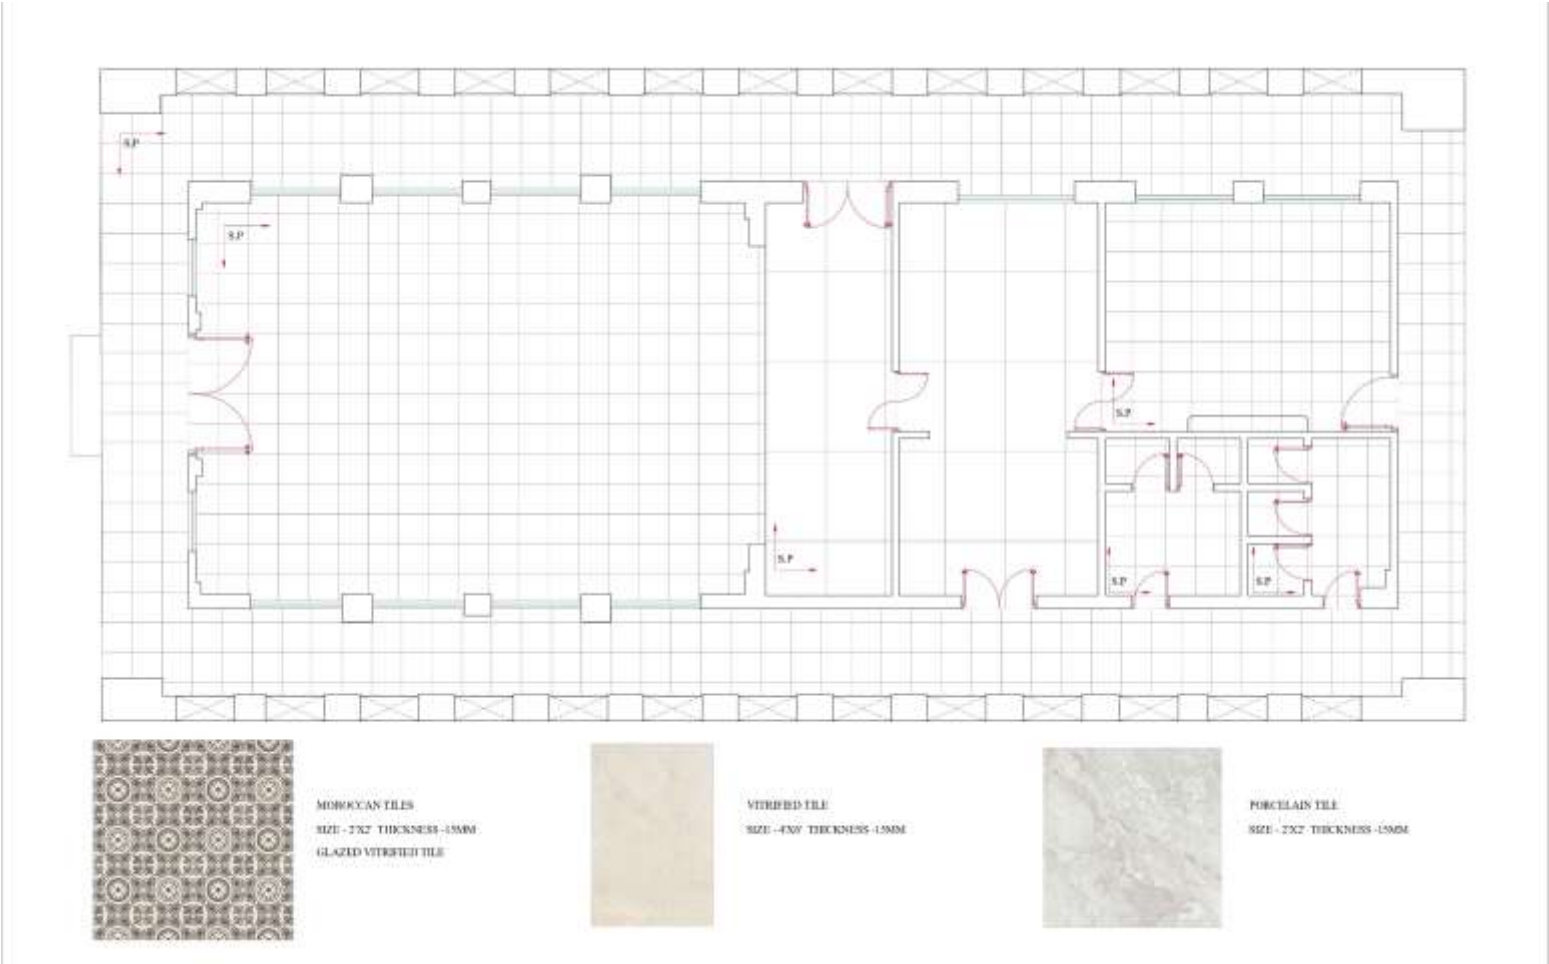 S.P
S.P
S.P
S.P
S.P
S.P
MOROCCAN TILES
SIZE - 2'X2' THICKNESS -15MM
GLAZED VITRIFIED TILE
VITRIFIED TILE
SIZE - 4'X6' THICKNESS -15MM
PORCELAIN TILE
SIZE - 2'X2' THICKNESS -15MM